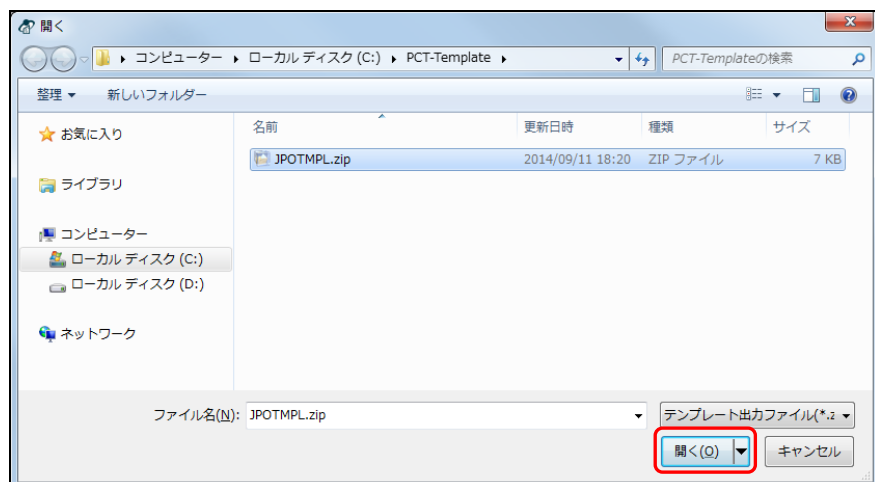 開く
コンピューター ▸ ローカル ディスク (C:) ▸ PCT-Template ▸
PCT-Templateの検索
整理 ▼ 新しいフォルダー
お気に入り
ライブラリ
コンピューター
ローカル ディスク (C:)
ローカル ディスク (D:)
ネットワーク
名前 更新日時 種類 サイズ
JPOTMPL.zip 2014/09/11 18:20 ZIP ファイル 7 KB
ファイル名(N): JPOTMPL.zip
テンプレート出力ファイル(*.z
開く(O) キャンセル